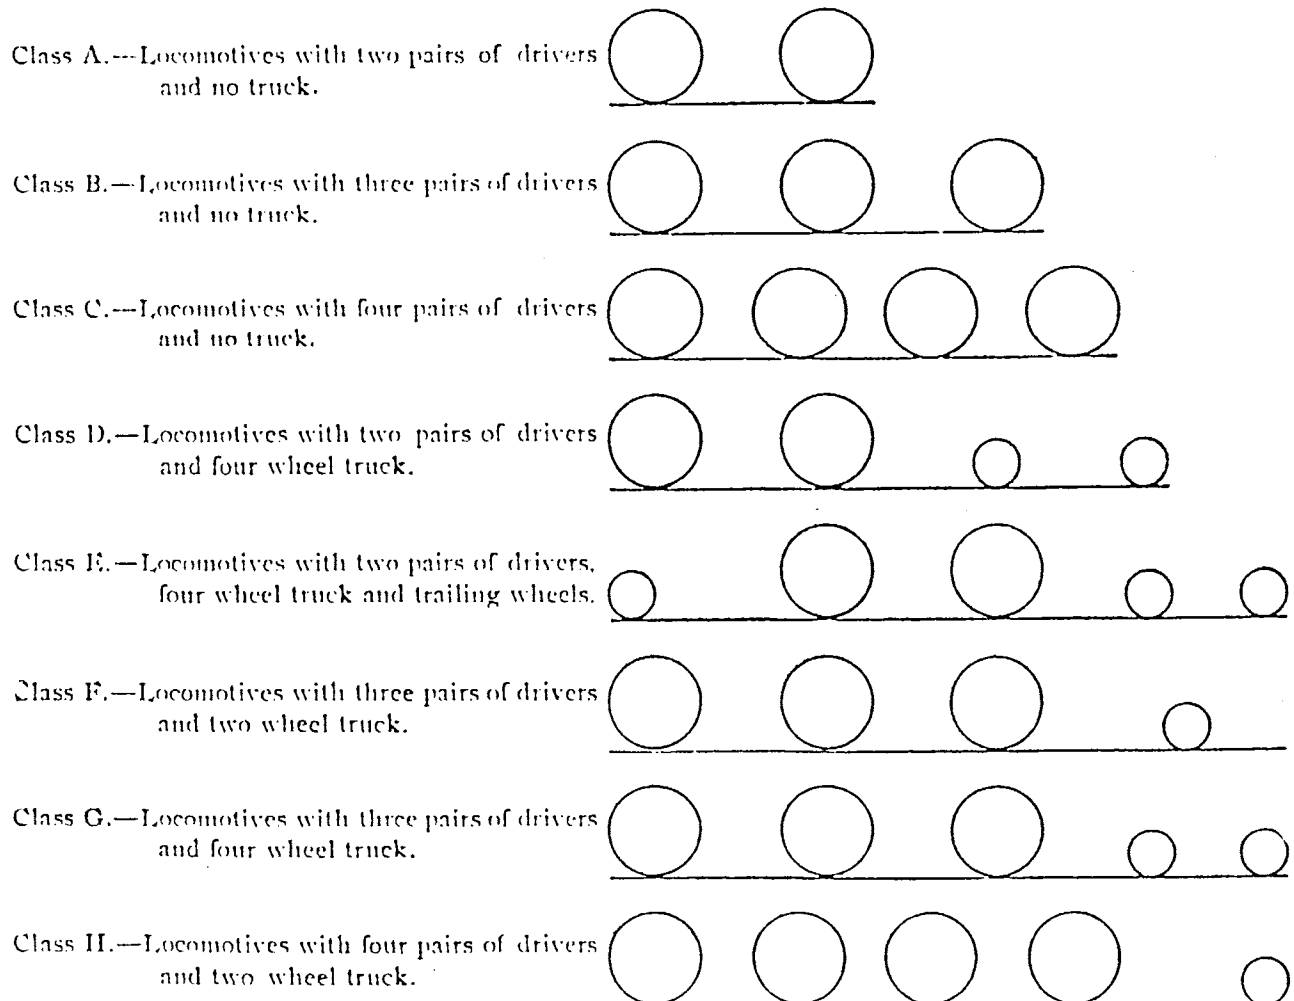 Class A.—Locomotives with two pairs of drivers
and no truck.
Class B.—Locomotives with three pairs of drivers
and no truck.
Class C.—Locomotives with four pairs of drivers
and no truck.
Class D.—Locomotives with two pairs of drivers
and four wheel truck.
Class E.—Locomotives with two pairs of drivers,
four wheel truck and trailing wheels.
Class F.—Locomotives with three pairs of drivers
and two wheel truck.
Class G.—Locomotives with three pairs of drivers
and four wheel truck.
Class H.—Locomotives with four pairs of drivers
and two wheel truck.